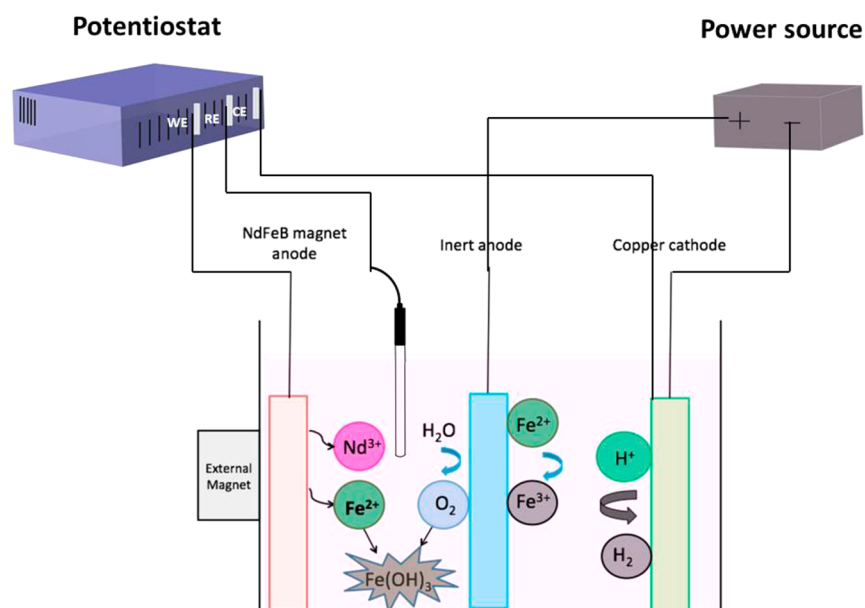 Potentiostat
Power source
WE RE CE
+ −
NdFeB magnet
anode
Inert anode
Copper cathode
External
Magnet
Nd³⁺
Fe²⁺
Fe(OH)₃
H₂O
O₂
Fe²⁺
Fe³⁺
H⁺
H₂